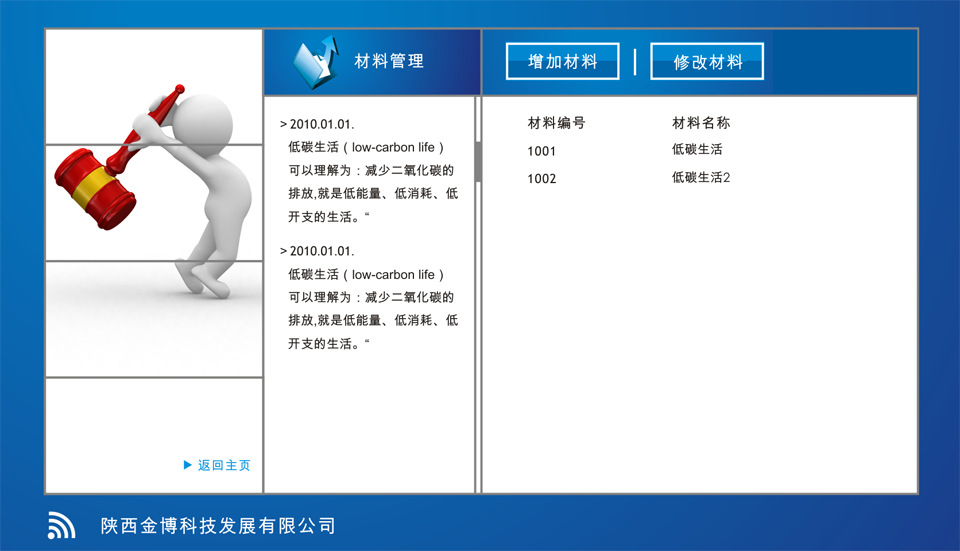 材料管理
增加材料 | 修改材料
> 2010.01.01.
低碳生活（low-carbon life）
可以理解为：减少二氧化碳的
排放,就是低能量、低消耗、低
开支的生活。“
> 2010.01.01.
低碳生活（low-carbon life）
可以理解为：减少二氧化碳的
排放,就是低能量、低消耗、低
开支的生活。“
材料编号 材料名称
1001 低碳生活
1002 低碳生活2
返回主页
陕西金博科技发展有限公司